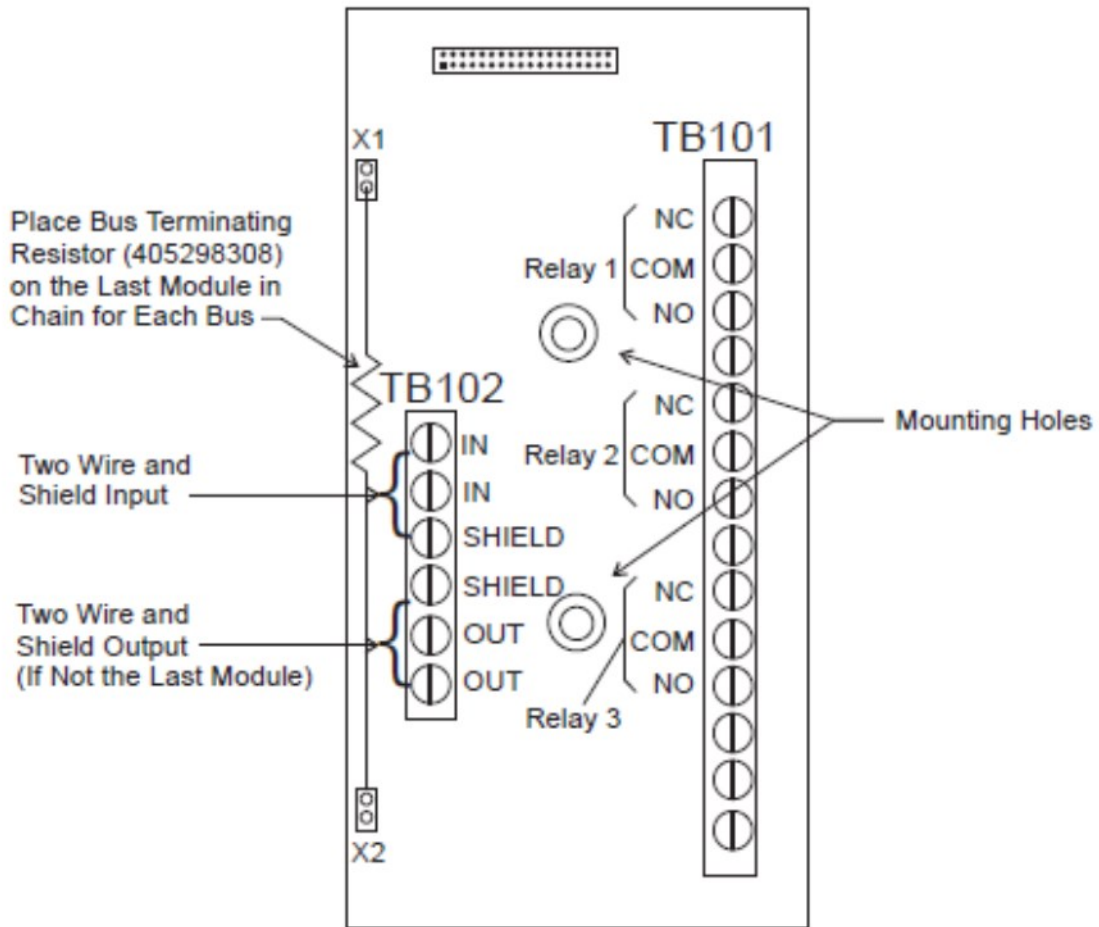 X1
TB101
Place Bus Terminating
Resistor (405298308)
on the Last Module in
Chain for Each Bus
NC
Relay 1 COM
NO
TB102
NC
Relay 2 COM
NO
Mounting Holes
Two Wire and
Shield Input
IN
IN
SHIELD
SHIELD
OUT
OUT
Two Wire and
Shield Output
(If Not the Last Module)
NC
COM
NO
Relay 3
X2